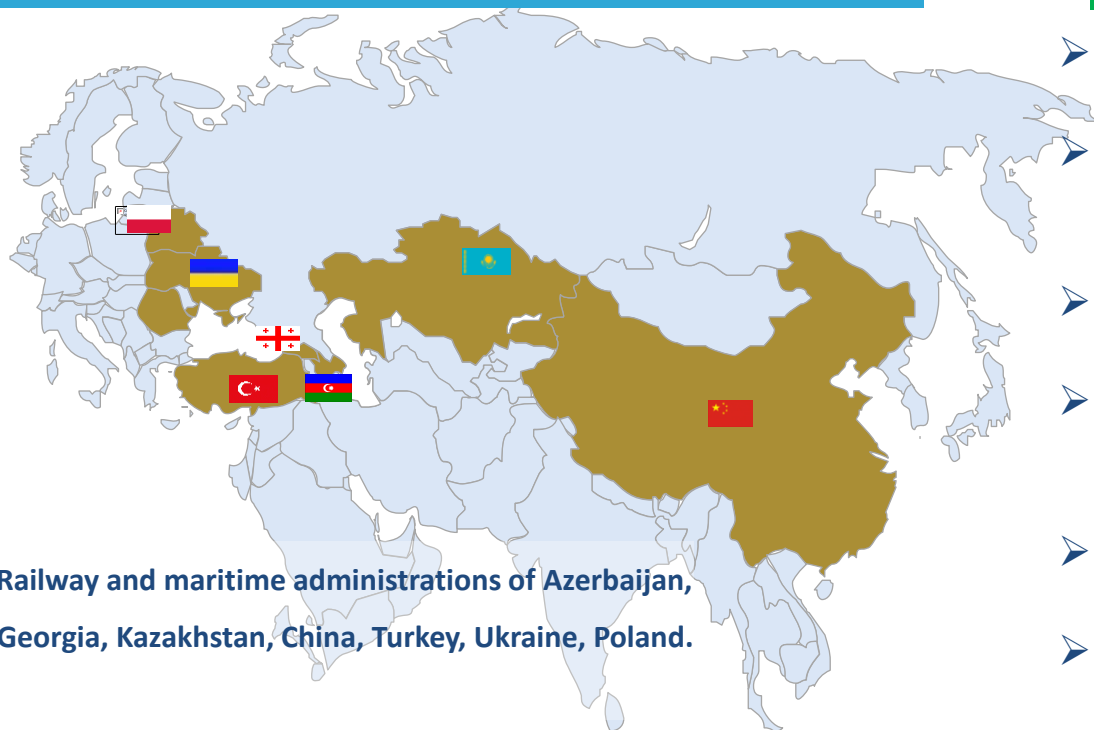 Railway and maritime administrations of Azerbaijan,
Georgia, Kazakhstan, China, Turkey, Ukraine, Poland.